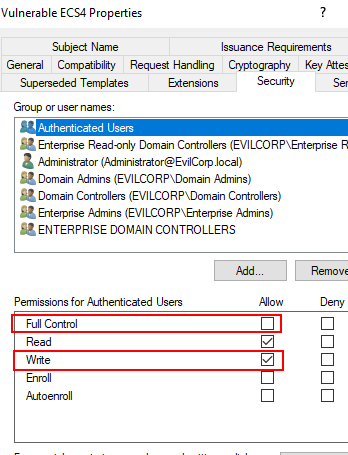 Vulnerable ECS4 Properties ?
Subject Name Issuance Requirements
General Compatibility Request Handling Cryptography Key Attes
Superseded Templates Extensions Security Ser
Group or user names:
Authenticated Users
Enterprise Read-only Domain Controllers (EVILCORP\Enterprise R
Administrator (Administrator@EvilCorp.local)
Domain Admins (EVILCORP\Domain Admins)
Domain Controllers (EVILCORP\Domain Controllers)
Enterprise Admins (EVILCORP\Enterprise Admins)
ENTERPRISE DOMAIN CONTROLLERS
Add... Remove
Permissions for Authenticated Users Allow Deny
Full Control
Read
Write
Enroll
Autoenroll